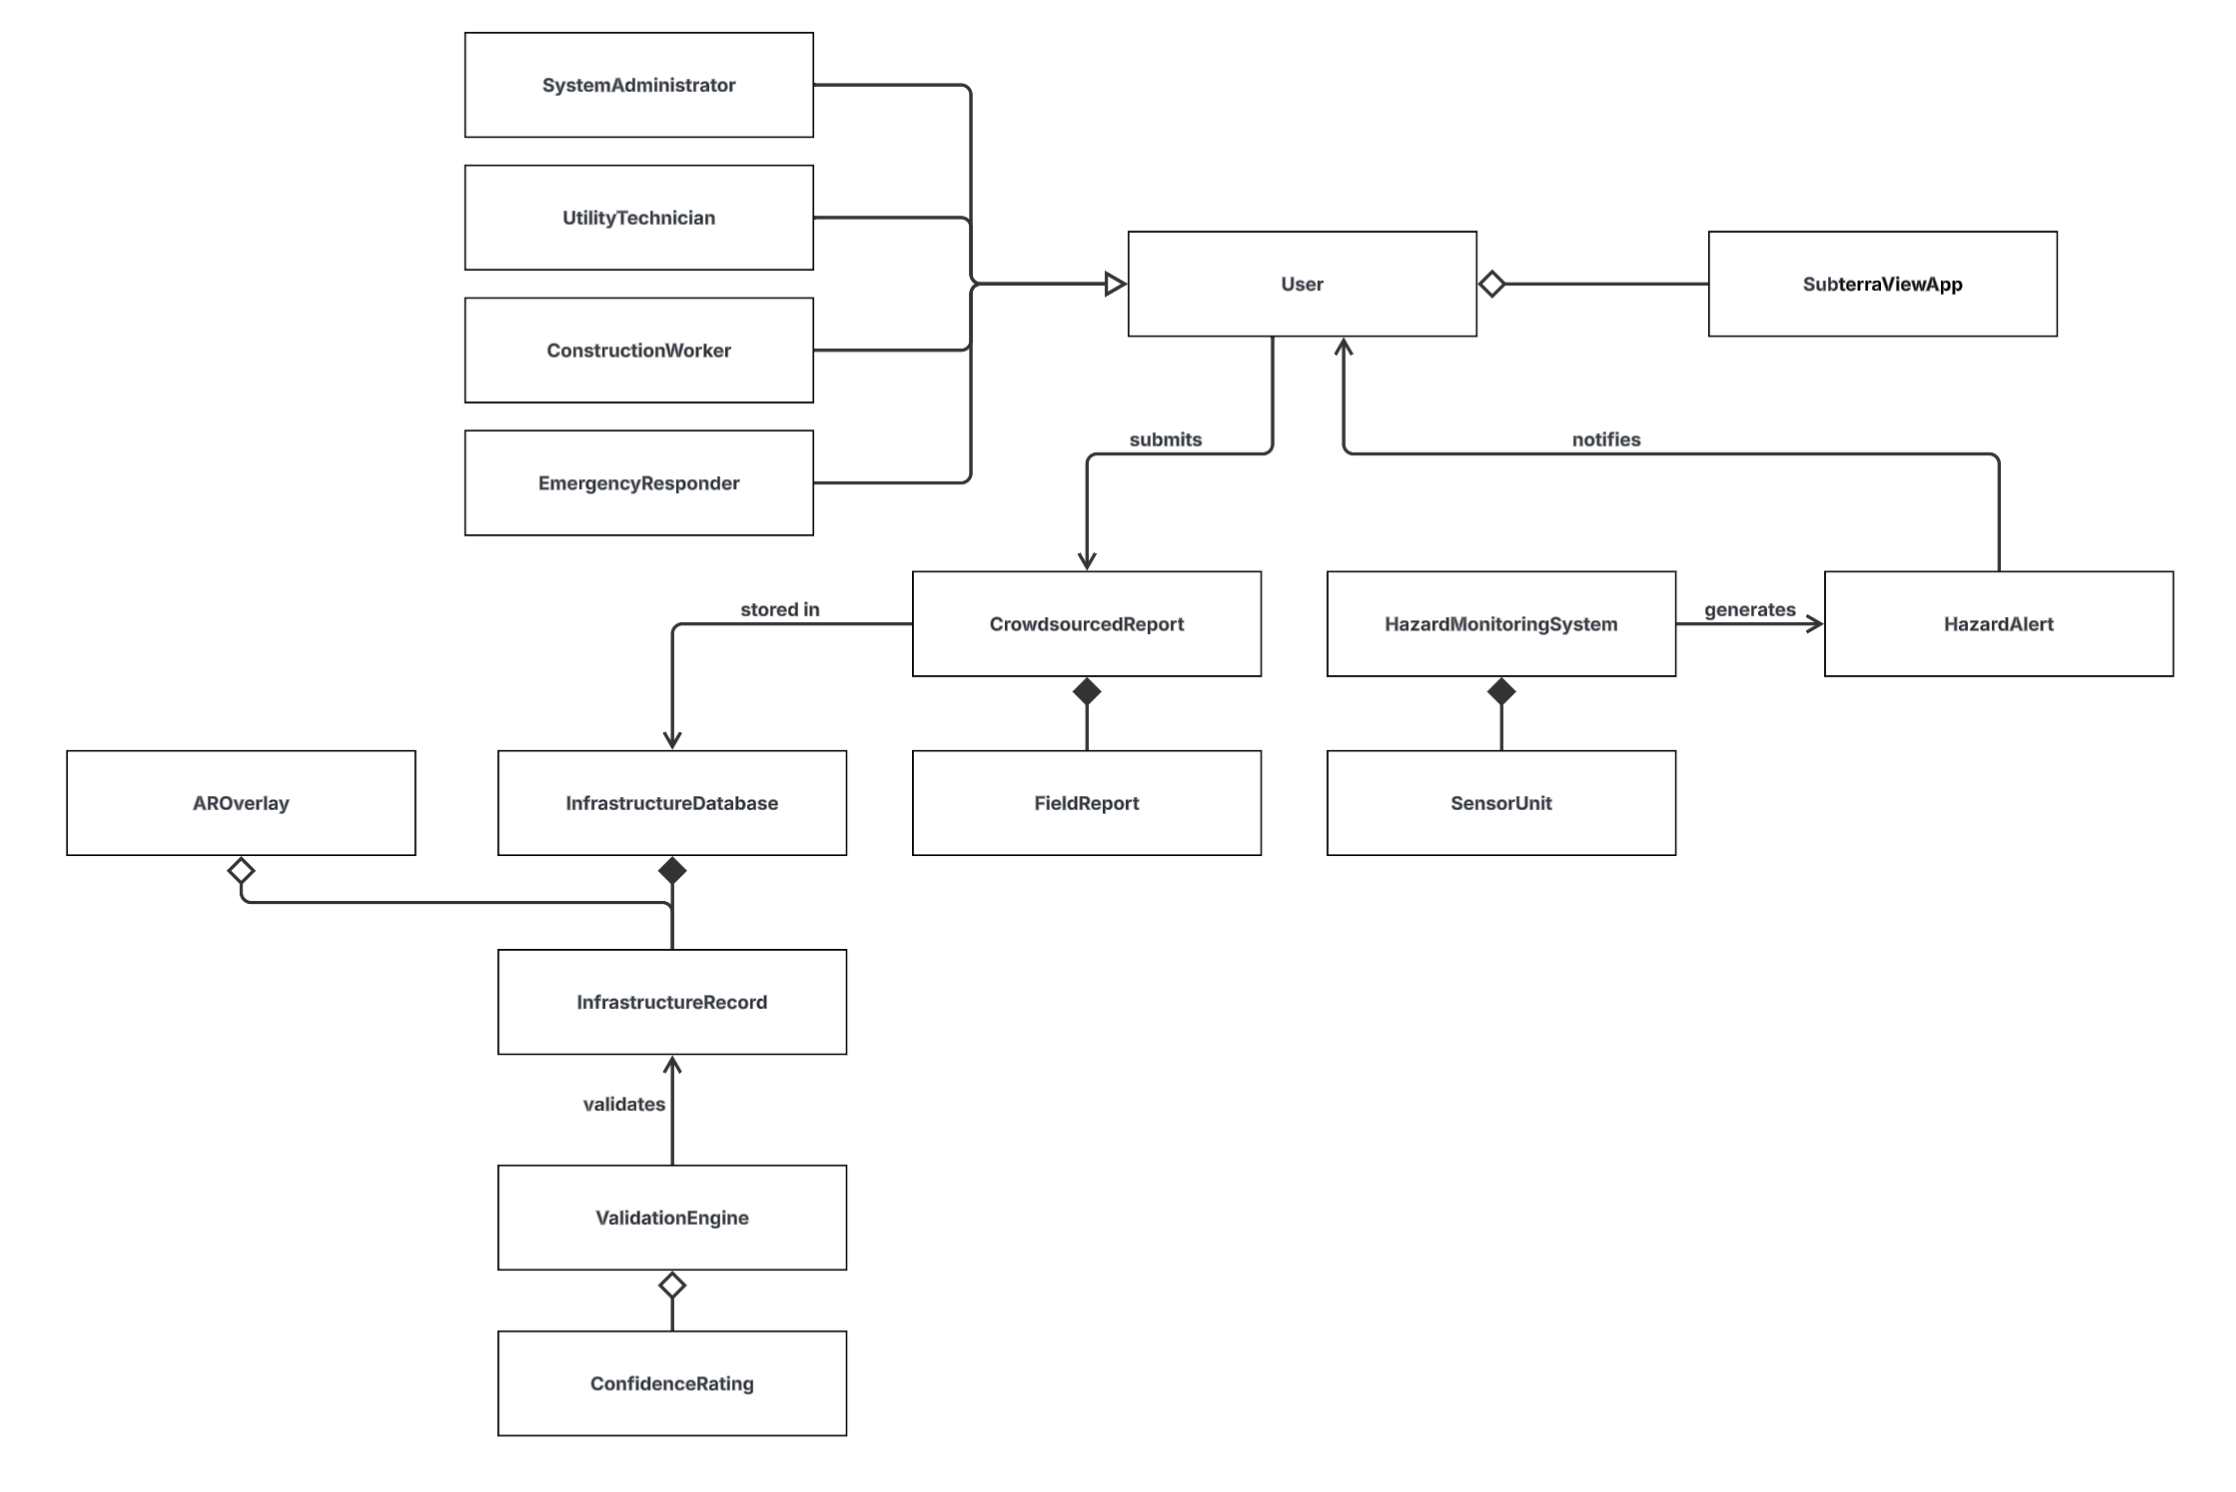 SystemAdministrator
UtilityTechnician
ConstructionWorker
EmergencyResponder
User
SubterraViewApp
submits
notifies
stored in
CrowdsourcedReport
HazardMonitoringSystem
generates
HazardAlert
AROverlay
InfrastructureDatabase
FieldReport
SensorUnit
InfrastructureRecord
validates
ValidationEngine
ConfidenceRating